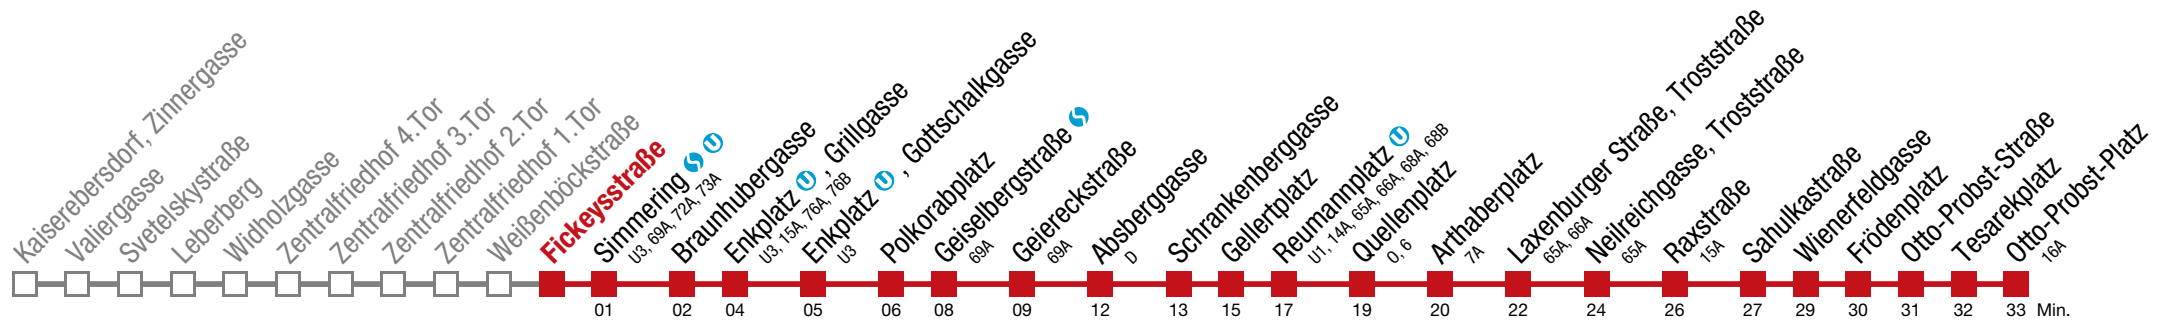 Kaiserebersdorf, Zinnergasse
Valiergasse
Svetelskystraße
Leberberg
Widholzgasse
Zentralfriedhof 4.Tor
Zentralfriedhof 3.Tor
Zentralfriedhof 2.Tor
Zentralfriedhof 1.Tor
Weißenböckstraße
Fickeysstraße
Simmering S U
U3, 69A, 72A, 73A
Braunhubergasse
Enkplatz U , Grillgasse
U3, 15A, 76A, 76B
Enkplatz U , Gottschalkgasse
U3
Polkorabplatz
Geiselbergstraße S
69A
Geiereckstraße
69A
Absberggasse
D
Schrankenberggasse
Gellertplatz
Reumannplatz U
U1, 14A, 65A, 66A, 68A, 68B
Quellenplatz
O, 6
Arthaberplatz
7A
Laxenburger Straße, Troststraße
65A, 66A
Neilreichgasse, Troststraße
65A
Raxstraße
15A
Sahulkastraße
Wienerfeldgasse
Frödenplatz
Otto-Probst-Straße
Tesarekplatz
Otto-Probst-Platz
16A
01 02 04 05 06 08 09 12 13 15 17 19 20 22 24 26 27 29 30 31 32 33 Min.